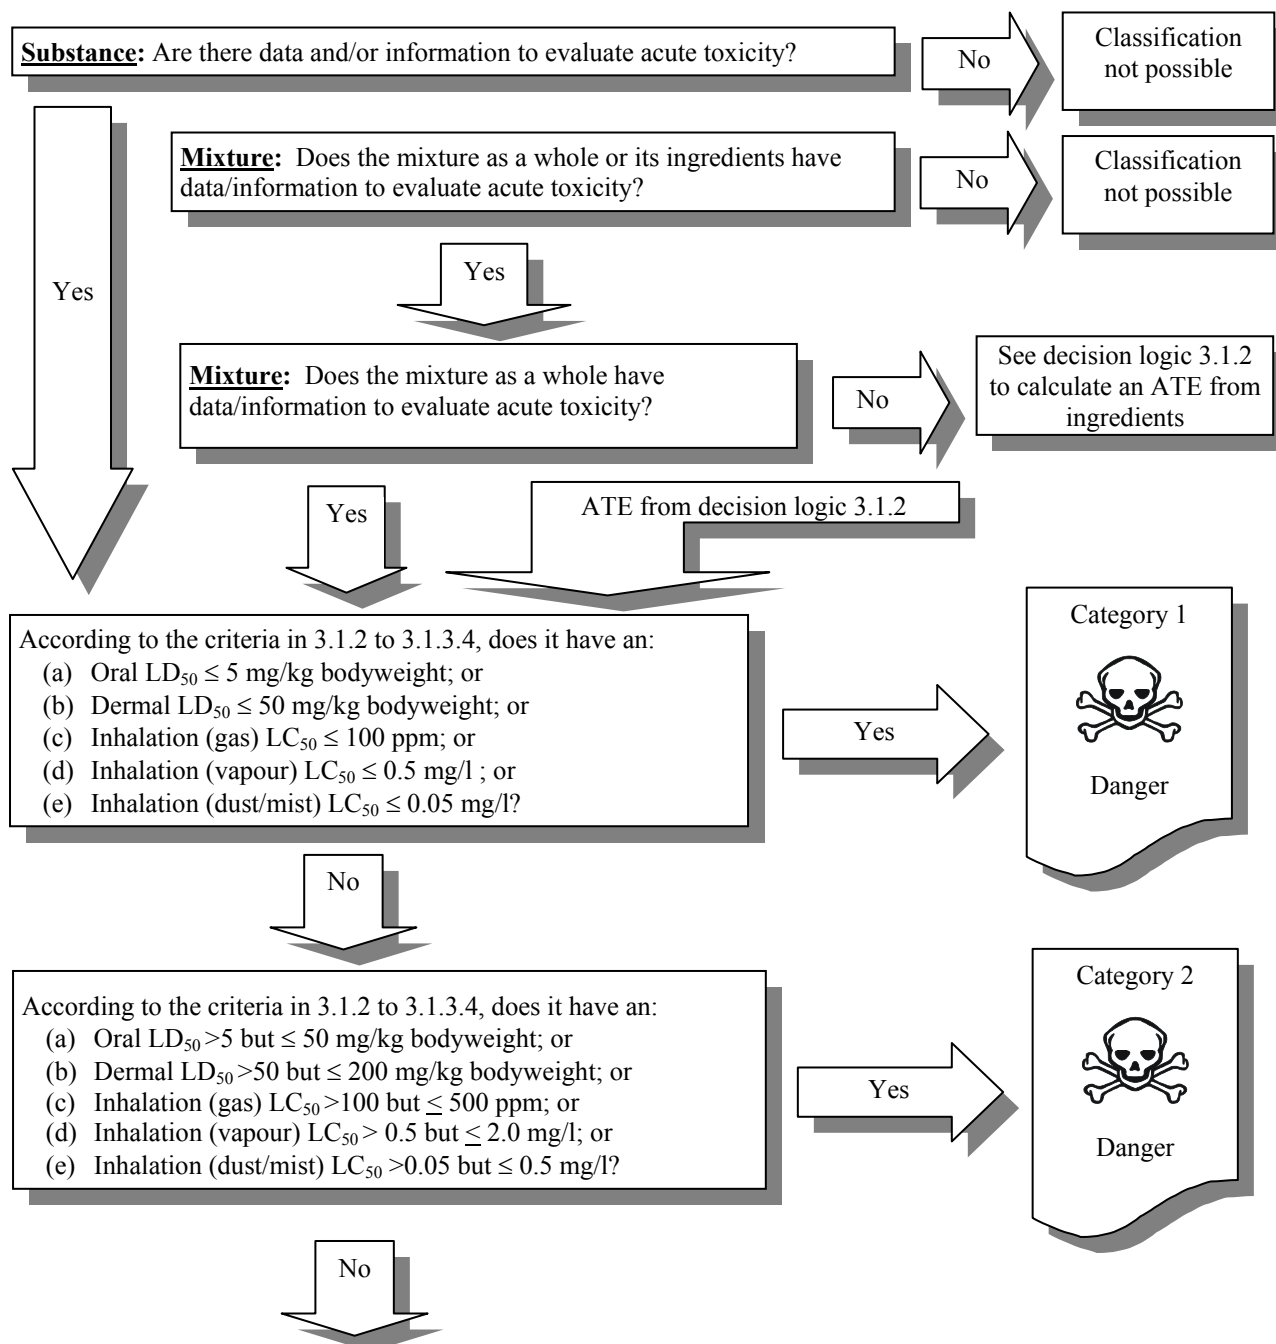 Substance: Are there data and/or information to evaluate acute toxicity?
No
Classification
not possible
Mixture: Does the mixture as a whole or its ingredients have
data/information to evaluate acute toxicity?
No
Classification
not possible
Yes
Yes
Mixture: Does the mixture as a whole have
data/information to evaluate acute toxicity?
No
See decision logic 3.1.2
to calculate an ATE from
ingredients
Yes
ATE from decision logic 3.1.2
According to the criteria in 3.1.2 to 3.1.3.4, does it have an:
(a) Oral LD50 ≤ 5 mg/kg bodyweight; or
(b) Dermal LD50 ≤ 50 mg/kg bodyweight; or
(c) Inhalation (gas) LC50 ≤ 100 ppm; or
(d) Inhalation (vapour) LC50 ≤ 0.5 mg/l ; or
(e) Inhalation (dust/mist) LC50 ≤ 0.05 mg/l?
Yes
Category 1
Danger
No
According to the criteria in 3.1.2 to 3.1.3.4, does it have an:
(a) Oral LD50 >5 but ≤ 50 mg/kg bodyweight; or
(b) Dermal LD50 >50 but ≤ 200 mg/kg bodyweight; or
(c) Inhalation (gas) LC50 >100 but ≤ 500 ppm; or
(d) Inhalation (vapour) LC50 > 0.5 but ≤ 2.0 mg/l; or
(e) Inhalation (dust/mist) LC50 >0.05 but ≤ 0.5 mg/l?
Yes
Category 2
Danger
No